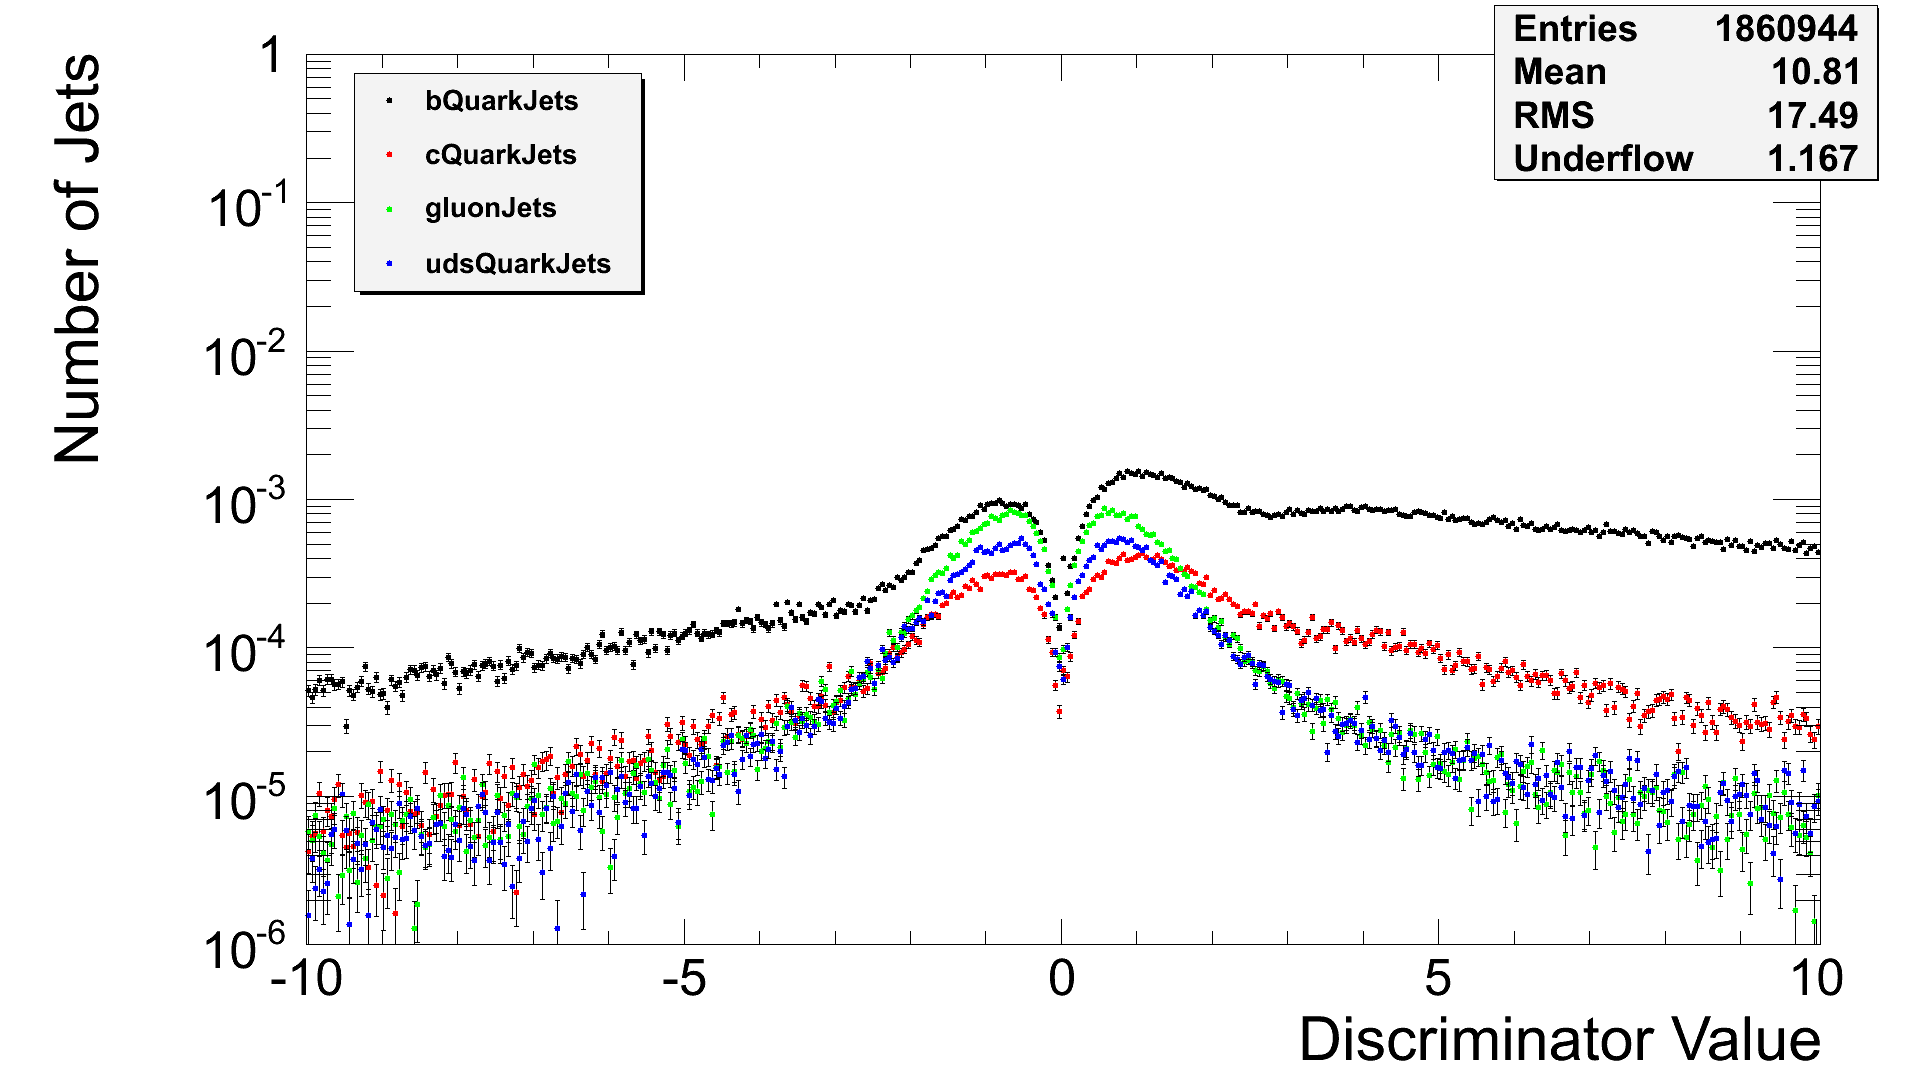 Entries 1860944
Mean 10.81
RMS 17.49
Underflow 1.167
bQuarkJets
cQuarkJets
gluonJets
udsQuarkJets
Number of Jets
1
10-1
10-2
10-3
10-4
10-5
10-6
-10 -5 0 5 10
Discriminator Value